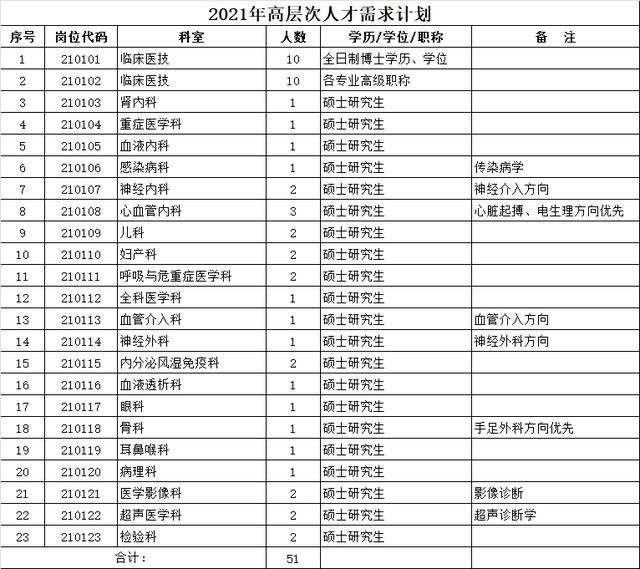 2021年高层次人才需求计划
序号 岗位代码 科室 人数 学历/学位/职称 备 注
1 210101 临床医技 10 全日制博士学历、学位
2 210102 临床医技 10 各专业高级职称
3 210103 肾内科 1 硕士研究生
4 210104 重症医学科 1 硕士研究生
5 210105 血液内科 1 硕士研究生
6 210106 感染病科 1 硕士研究生 传染病学
7 210107 神经内科 2 硕士研究生 神经介入方向
8 210108 心血管内科 3 硕士研究生 心脏起搏、电生理方向优先
9 210109 儿科 2 硕士研究生
10 210110 妇产科 2 硕士研究生
11 210111 呼吸与危重症医学科 2 硕士研究生
12 210112 全科医学科 1 硕士研究生
13 210113 血管介入科 1 硕士研究生 血管介入方向
14 210114 神经外科 1 硕士研究生 神经外科方向
15 210115 内分泌风湿免疫科 2 硕士研究生
16 210116 血液透析科 1 硕士研究生
17 210117 眼科 1 硕士研究生
18 210118 骨科 1 硕士研究生 手足外科方向优先
19 210119 耳鼻喉科 1 硕士研究生
20 210120 病理科 1 硕士研究生
21 210121 医学影像科 2 硕士研究生 影像诊断
22 210122 超声医学科 2 硕士研究生 超声诊断学
23 210123 检验科 2 硕士研究生
合计： 51